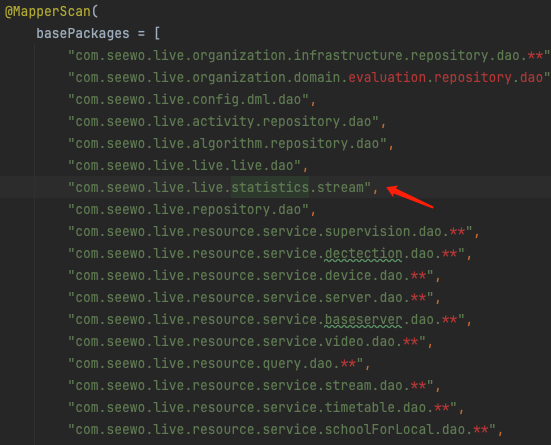 @MapperScan(
basePackages = [
"com.seewo.live.organization.infrastructure.repository.dao.**"
"com.seewo.live.organization.domain.evaluation.repository.dao"
"com.seewo.live.config.dml.dao",
"com.seewo.live.activity.repository.dao",
"com.seewo.live.algorithm.repository.dao",
"com.seewo.live.live.live.dao",
"com.seewo.live.live.statistics.stream",
"com.seewo.live.repository.dao",
"com.seewo.live.resource.service.supervision.dao.**",
"com.seewo.live.resource.service.dectection.dao.**",
"com.seewo.live.resource.service.device.dao.**",
"com.seewo.live.resource.service.server.dao.**",
"com.seewo.live.resource.service.baseserver.dao.**",
"com.seewo.live.resource.service.video.dao.**",
"com.seewo.live.resource.query.dao.**",
"com.seewo.live.resource.service.stream.dao.**",
"com.seewo.live.resource.service.timetable.dao.**",
"com.seewo.live.resource.service.schoolForLocal.dao.**",